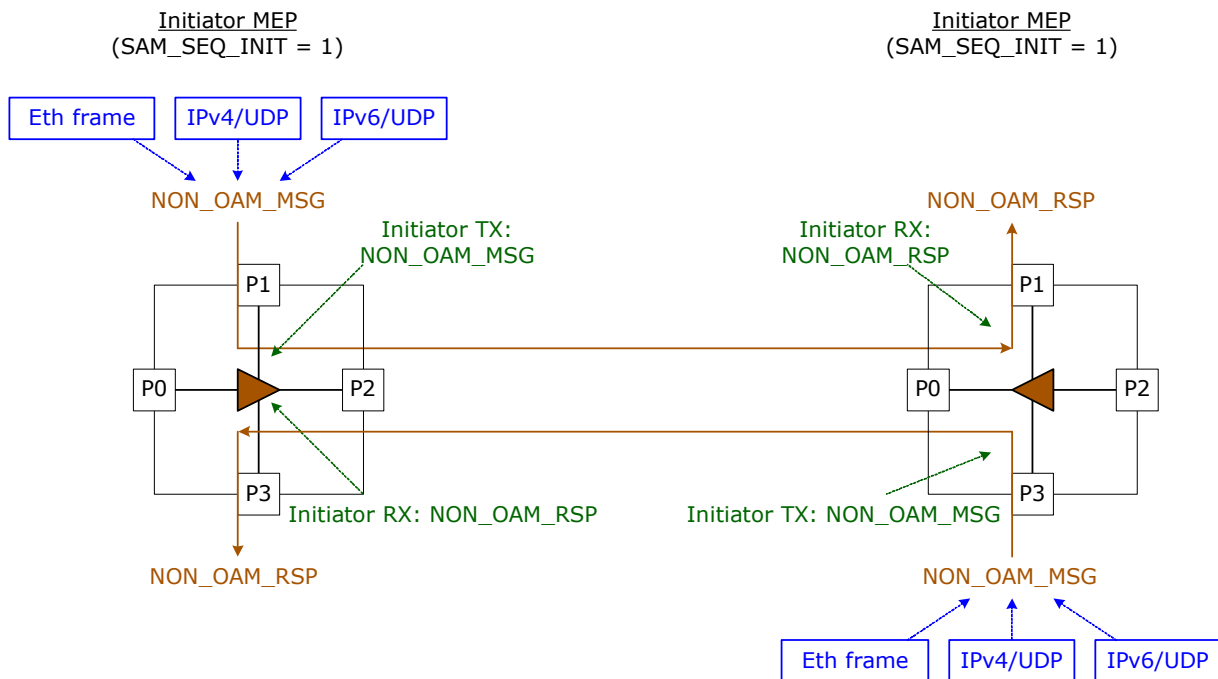 Initiator MEP
(SAM_SEQ_INIT = 1)
Initiator MEP
(SAM_SEQ_INIT = 1)
Eth frame
IPv4/UDP
IPv6/UDP
NON_OAM_MSG
NON_OAM_RSP
Initiator TX:
NON_OAM_MSG
Initiator RX:
NON_OAM_RSP
P1
P1
P0
P2
P0
P2
P3
P3
Initiator RX: NON_OAM_RSP
Initiator TX: NON_OAM_MSG
NON_OAM_RSP
NON_OAM_MSG
Eth frame
IPv4/UDP
IPv6/UDP